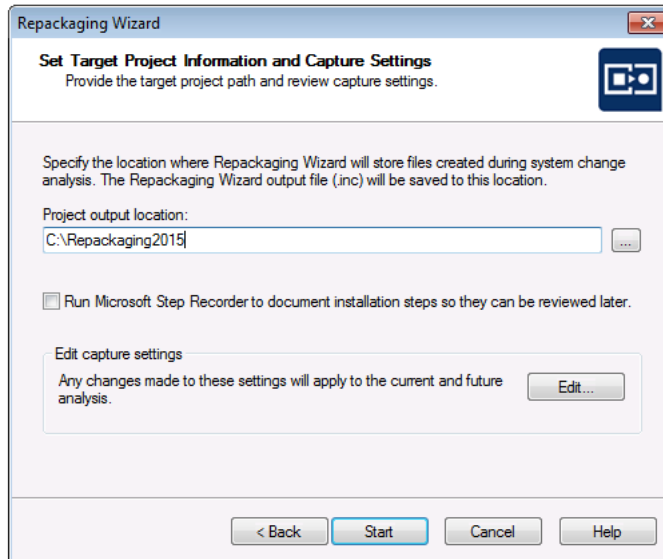 Repackaging Wizard
Set Target Project Information and Capture Settings
Provide the target project path and review capture settings.
Specify the location where Repackaging Wizard will store files created during system change
analysis. The Repackaging Wizard output file (.inc) will be saved to this location.
Project output location:
C:\Repackaging2015
...
Run Microsoft Step Recorder to document installation steps so they can be reviewed later.
Edit capture settings
Any changes made to these settings will apply to the current and future
analysis.
Edit...
< Back
Start
Cancel
Help